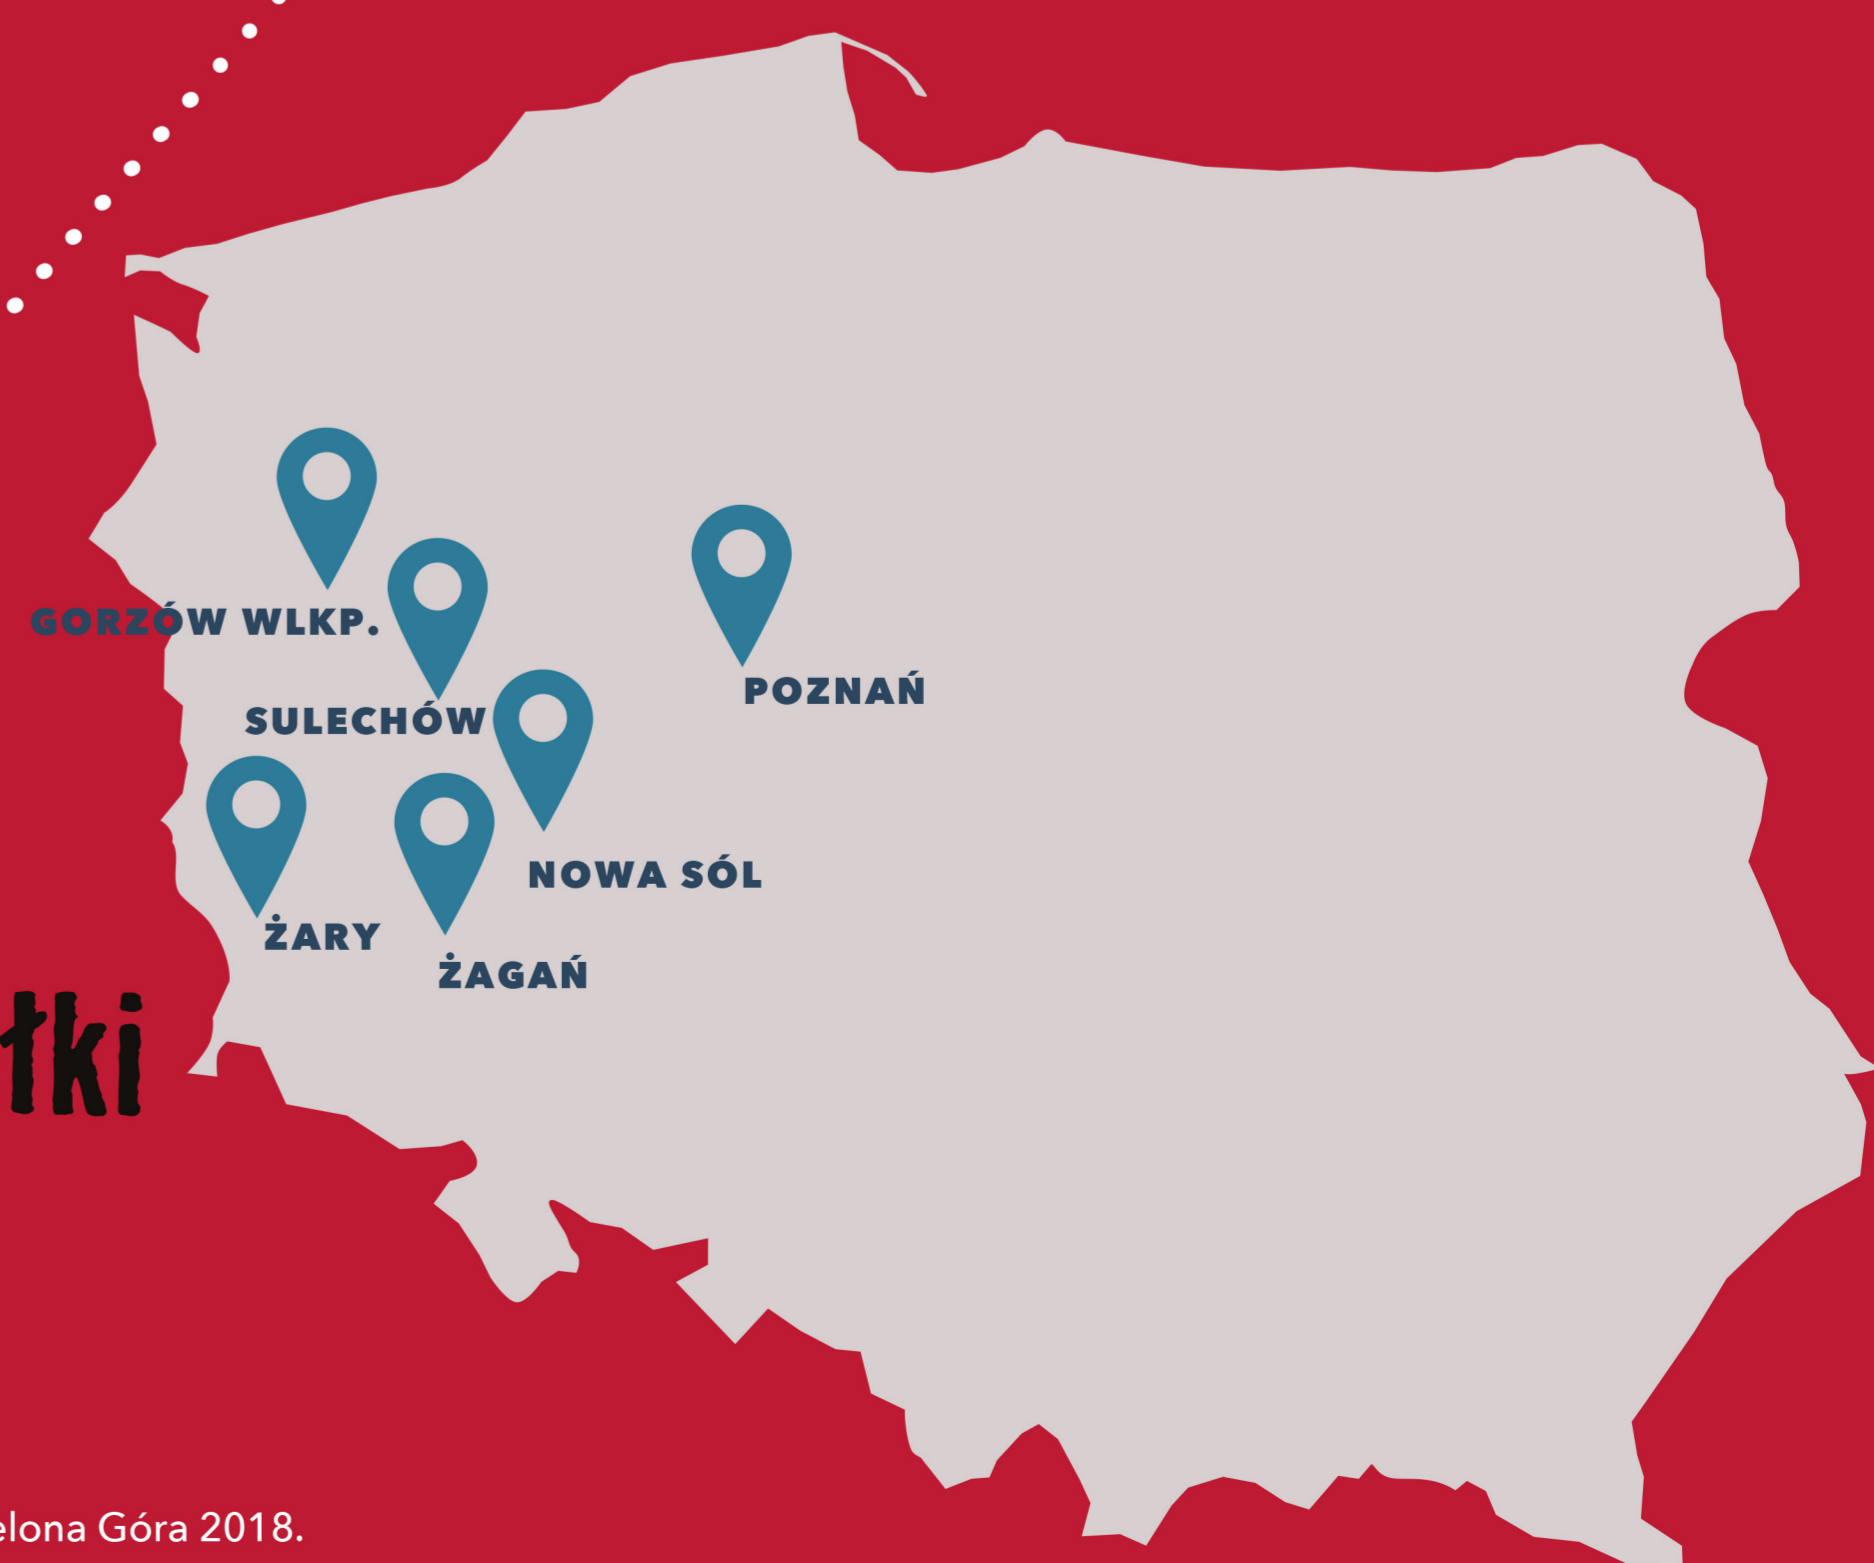 GORZÓW WLKP.
POZNAŃ
SULECHÓW
NOWA SÓL
ŻARY
ŻAGAŃ
łki
elona Góra 2018.